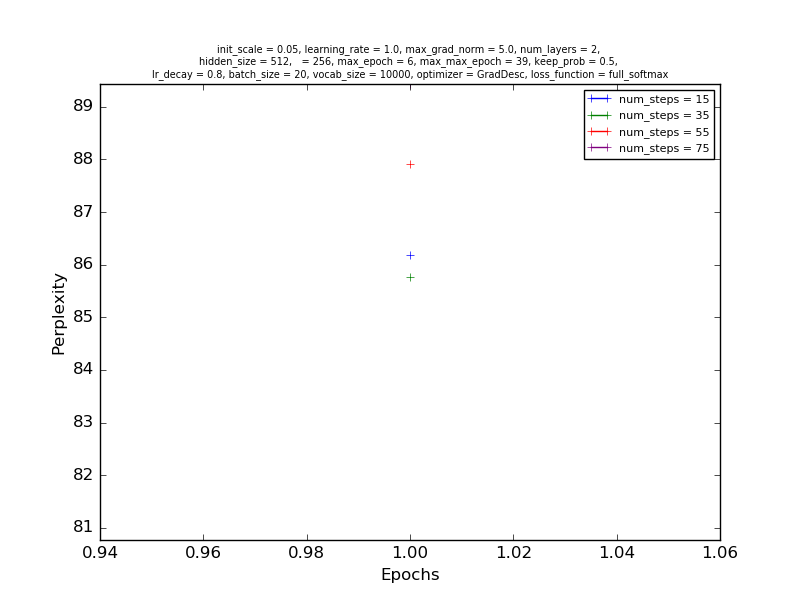 init_scale = 0.05, learning_rate = 1.0, max_grad_norm = 5.0, num_layers = 2,
hidden_size = 512,   = 256, max_epoch = 6, max_max_epoch = 39, keep_prob = 0.5,
lr_decay = 0.8, batch_size = 20, vocab_size = 10000, optimizer = GradDesc, loss_function = full_softmax
num_steps = 15
num_steps = 35
num_steps = 55
num_steps = 75
89
88
87
86
85
84
83
82
81
Perplexity
0.94 0.96 0.98 1.00 1.02 1.04 1.06
Epochs